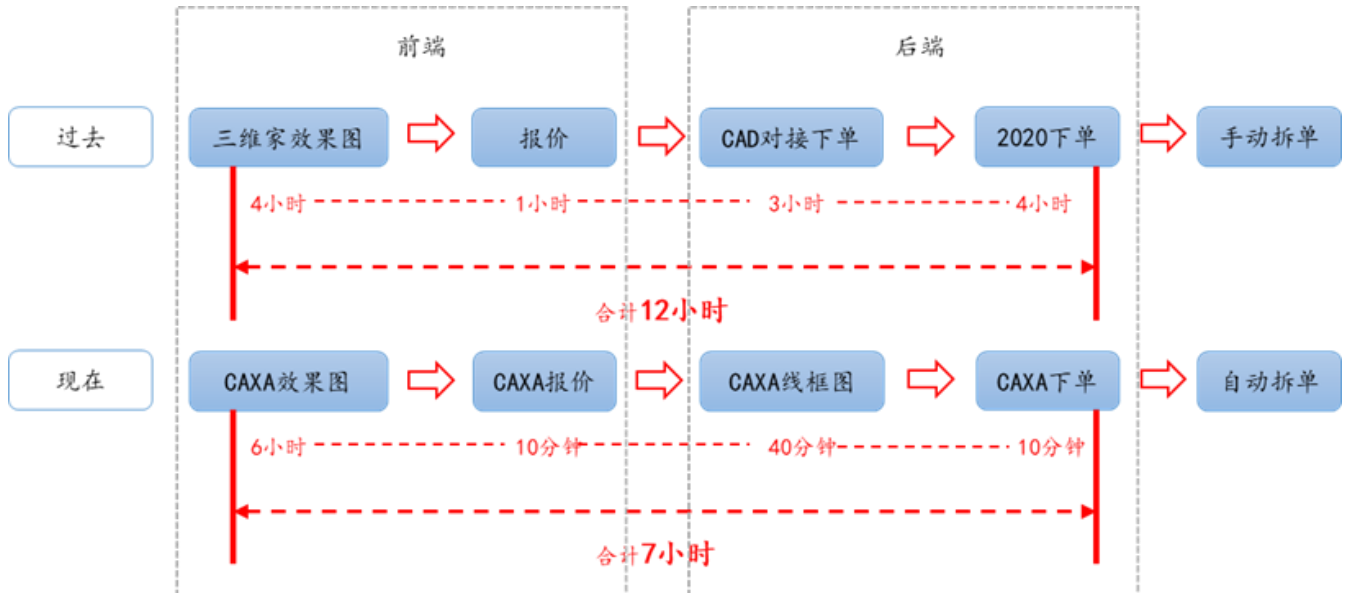 前端
后端
过去
三维家效果图
报价
CAD对接下单
2020下单
手动拆单
4小时
1小时
3小时
4小时
合计12小时
现在
CAXA效果图
CAXA报价
CAXA线框图
CAXA下单
自动拆单
6小时
10分钟
40分钟
10分钟
合计7小时